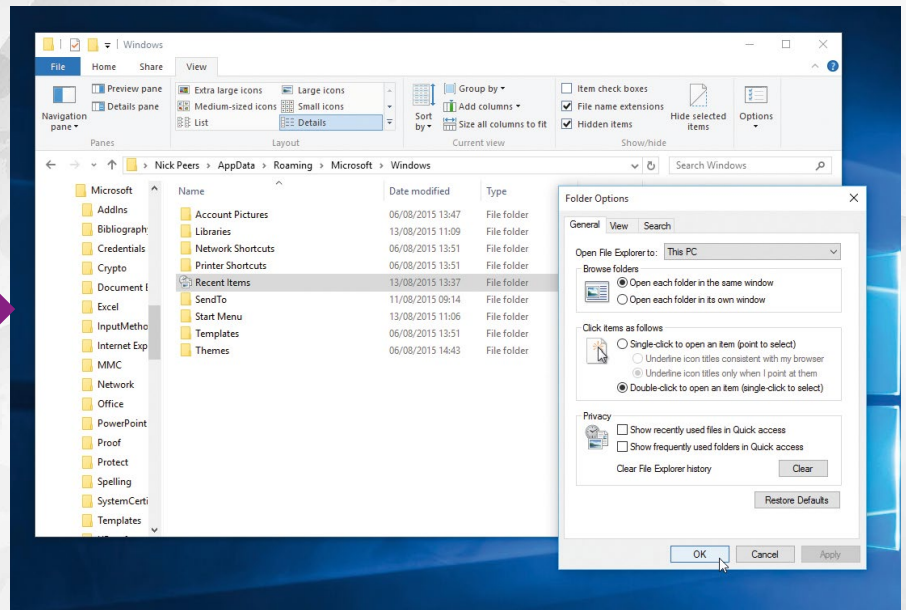 Windows
File Home Share View
Navigation pane
Preview pane
Details pane
Panes
Extra large icons Large icons
Medium-sized icons Small icons
List Details
Layout
Sort by
Group by
Add columns
Size all columns to fit
Current view
Item check boxes
File name extensions
Hidden items
Hide selected items
Show/hide
Options
Nick Peers > AppData > Roaming > Microsoft > Windows
Search Windows
Microsoft
AddIns
Bibliograph
Credentials
Crypto
Document E
Excel
InputMetho
Internet Exp
MMC
Network
Office
PowerPoint
Proof
Protect
Spelling
SystemCerti
Templates
Name Date modified Type
Account Pictures 06/08/2015 13:47 File folder
Libraries 13/08/2015 11:09 File folder
Network Shortcuts 06/08/2015 13:51 File folder
Printer Shortcuts 06/08/2015 13:51 File folder
Recent Items 13/08/2015 13:37 File folder
SendTo 11/08/2015 09:14 File folder
Start Menu 13/08/2015 11:06 File folder
Templates 06/08/2015 13:51 File folder
Themes 06/08/2015 14:43 File folder
Folder Options
General View Search
Open File Explorer to: This PC
Browse folders
Open each folder in the same window
Open each folder in its own window
Click items as follows
Single-click to open an item (point to select)
Underline icon titles consistent with my browser
Underline icon titles only when I point at them
Double-click to open an item (single-click to select)
Privacy
Show recently used files in Quick access
Show frequently used folders in Quick access
Clear File Explorer history Clear
Restore Defaults
OK Cancel Apply